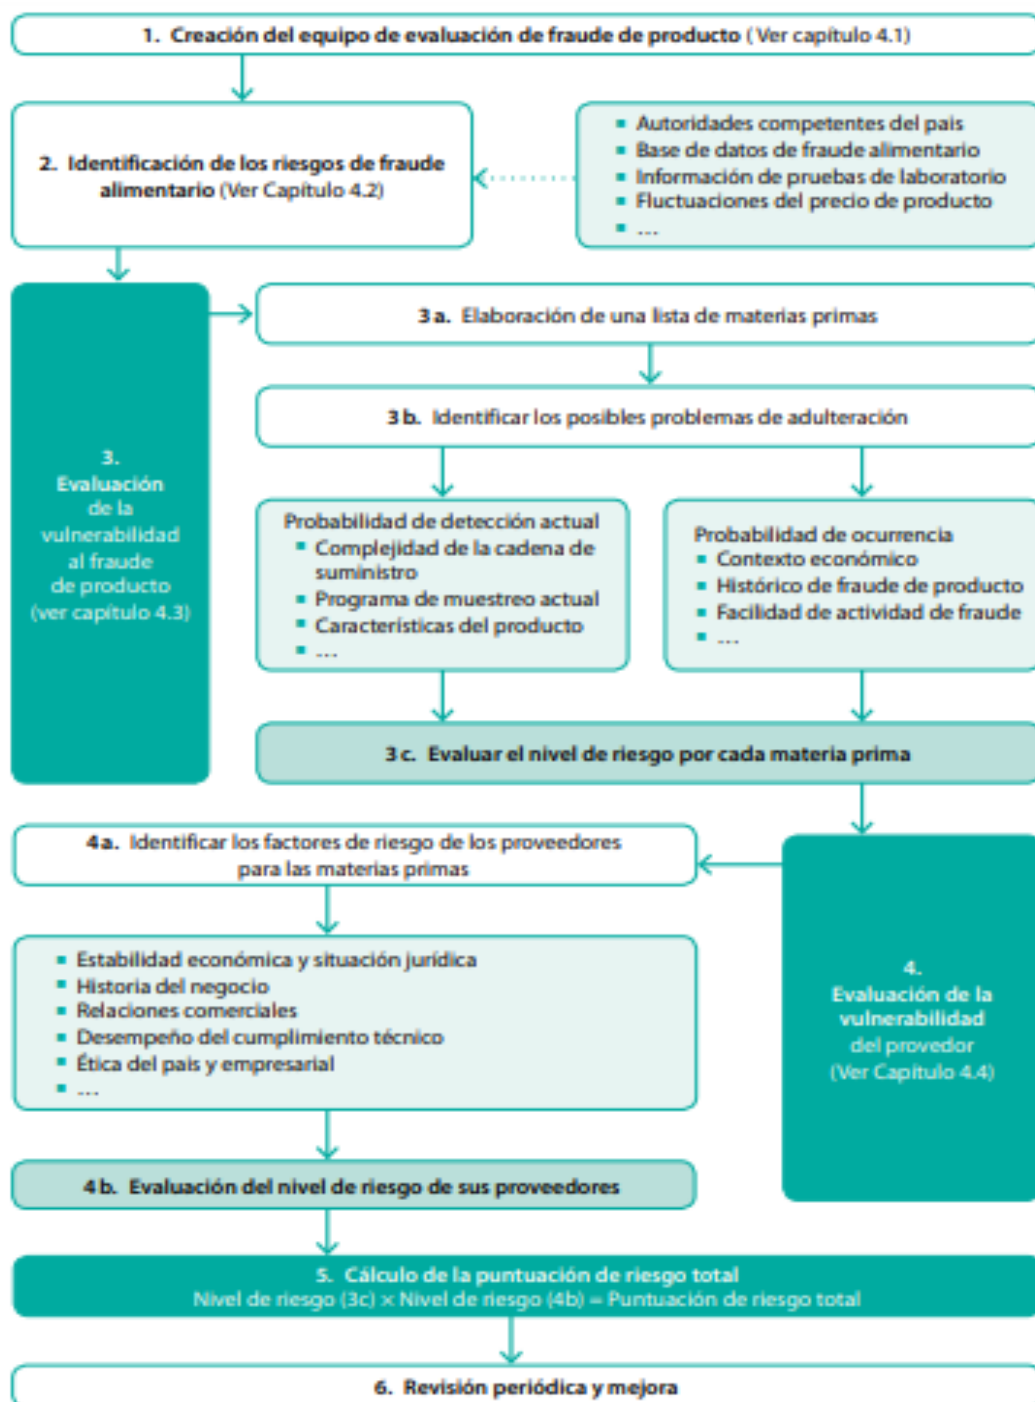 1. Creación del equipo de evaluación de fraude de producto ( Ver capítulo 4.1)
2. Identificación de los riesgos de fraude
alimentario (Ver Capítulo 4.2)
▪ Autoridades competentes del pais
▪ Base de datos de fraude alimentario
▪ Información de pruebas de laboratorio
▪ Fluctuaciones del precio de producto
▪ ...
3.
Evaluación
de la
vulnerabilidad
al fraude
de producto
(ver capítulo 4.3)
3 a. Elaboración de una lista de materias primas
3 b. Identificar los posibles problemas de adulteración
Probabilidad de detección actual
▪ Complejidad de la cadena de
suministro
▪ Programa de muestreo actual
▪ Características del producto
▪ ...
Probabilidad de ocurrencia
▪ Contexto económico
▪ Histórico de fraude de producto
▪ Facilidad de actividad de fraude
▪ ...
3 c. Evaluar el nivel de riesgo por cada materia prima
4 a. Identificar los factores de riesgo de los proveedores
para las materias primas
▪ Estabilidad económica y situación jurídica
▪ Historia del negocio
▪ Relaciones comerciales
▪ Desempeño del cumplimiento técnico
▪ Ética del pais y empresarial
▪ ...
4.
Evaluación de la
vulnerabilidad
del provedor
(Ver Capítulo 4.4)
4 b. Evaluación del nivel de riesgo de sus proveedores
5. Cálculo de la puntuación de riesgo total
Nivel de riesgo (3c) × Nivel de riesgo (4b) = Puntuación de riesgo total
6. Revisión periódica y mejora